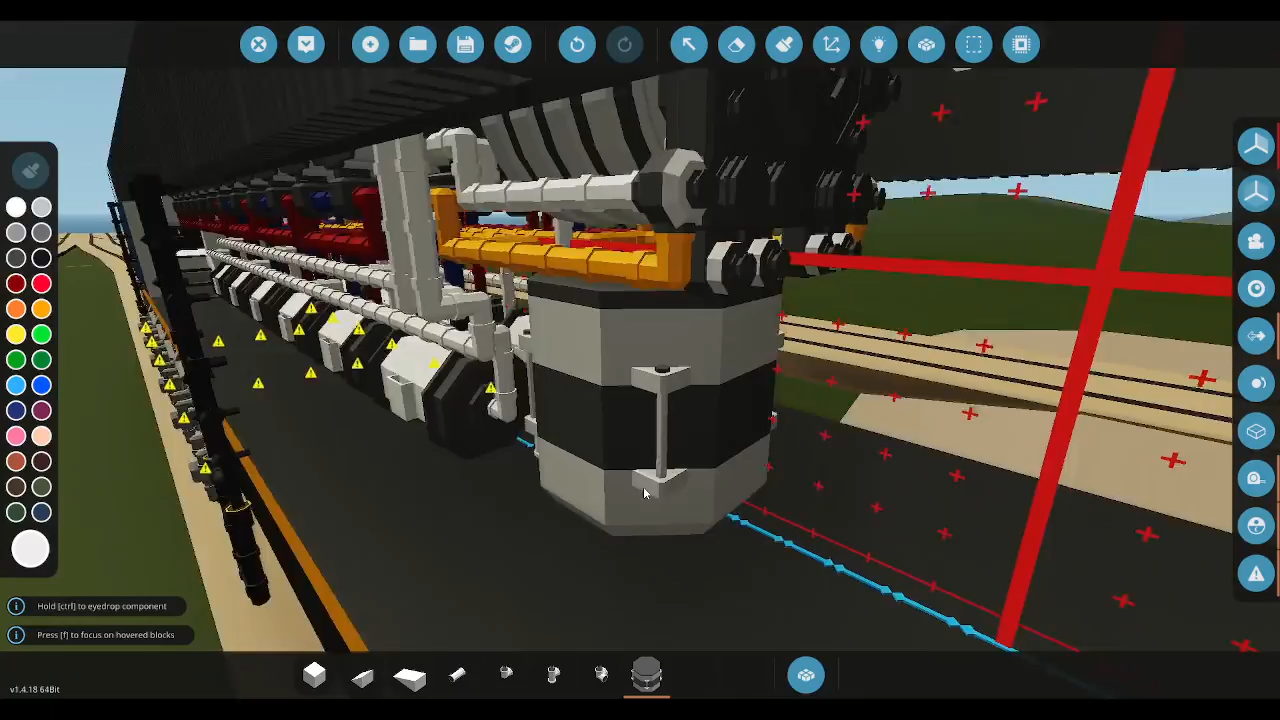 Hold [ctrl] to eyedrop component
Press [f] to focus on hovered blocks
v1.4.18 64Bit